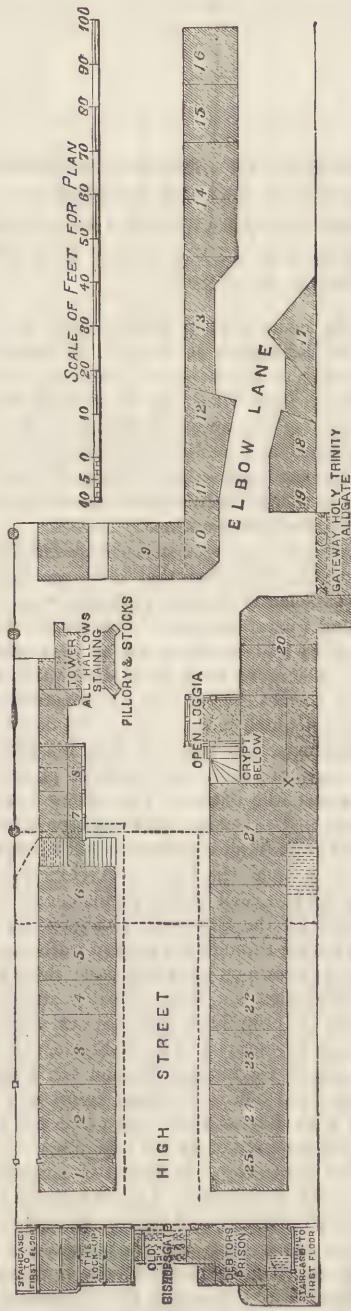 SCALE OF FEET FOR PLAN
10 5 0 10 20 30 40 50 60 70 80 90 100
STAIRCASE TO
FIRST FLOOR
THE
LOCK-UP
OLD
BISHOPSGATE
DEBTORS
PRISON
STAIRCASE TO
FIRST FLOOR
1 2 3 4 5 6 7 8
HIGH STREET
25 24 23 22 21
TOWER
ALL HALLOWS
STAINING
PILLORY & STOCKS
OPEN LOGGIA
CRYPT
BELOW
X
20
9
10 11 12 13 14 15 16
ELBOW LANE
19 18 17
GATEWAY HOLY TRINITY
ALDGATE